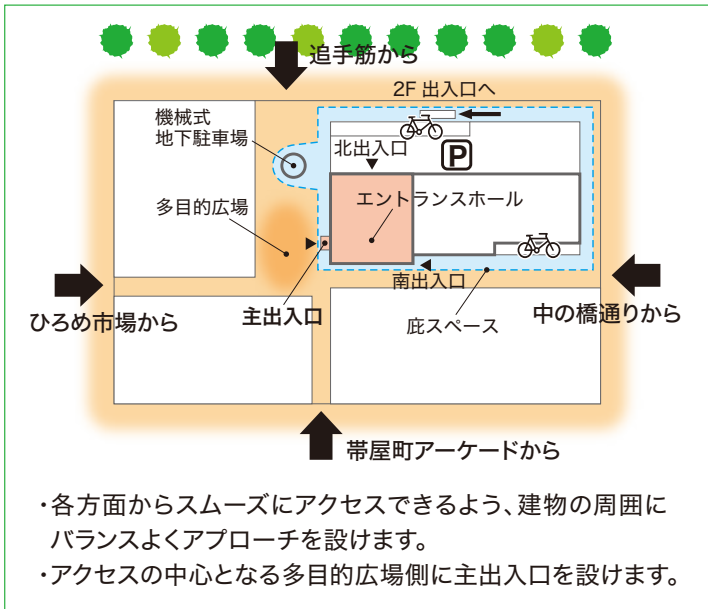 追手筋から
2F 出入口へ
機械式
地下駐車場
北出入口
P
多目的広場
エントランスホール
南出入口
主出入口
庇スペース
ひろめ市場から
中の橋通りから
帯屋町アーケードから
・各方面からスムーズにアクセスできるよう、建物の周囲に
バランスよくアプローチを設けます。
・アクセスの中心となる多目的広場側に主出入口を設けます。